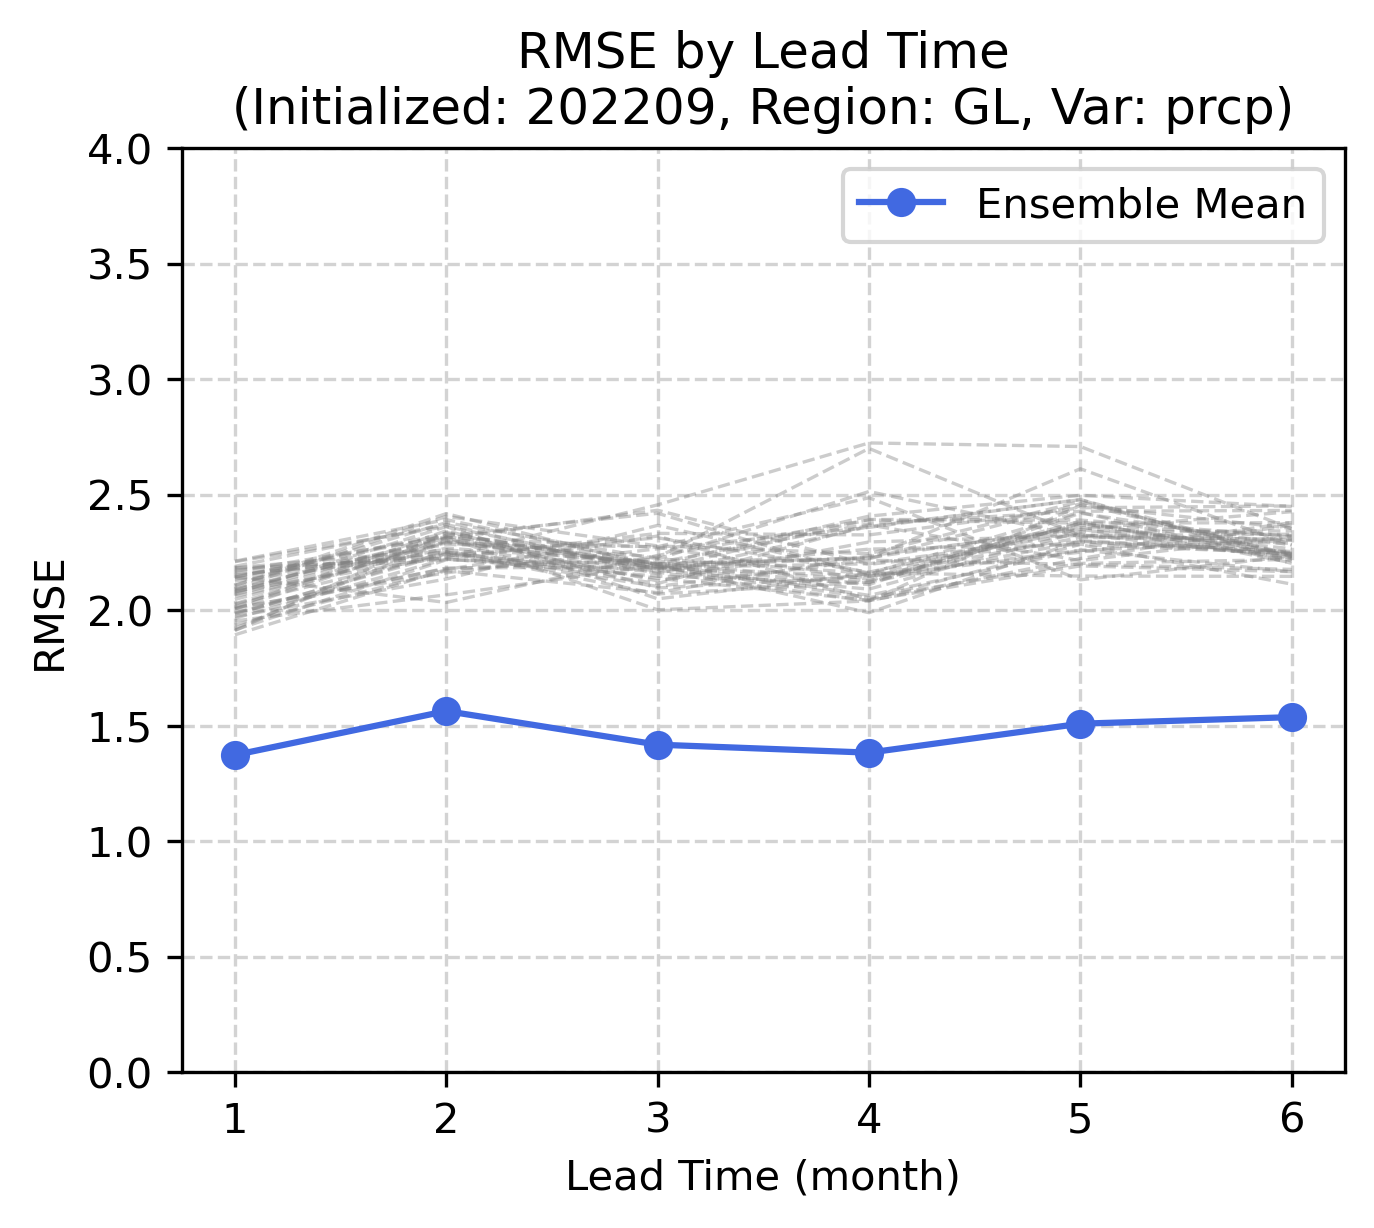 RMSE by Lead Time
(Initialized: 202209, Region: GL, Var: prcp)
Ensemble Mean
4.0
3.5
3.0
2.5
2.0
1.5
1.0
0.5
0.0
RMSE
1 2 3 4 5 6
Lead Time (month)